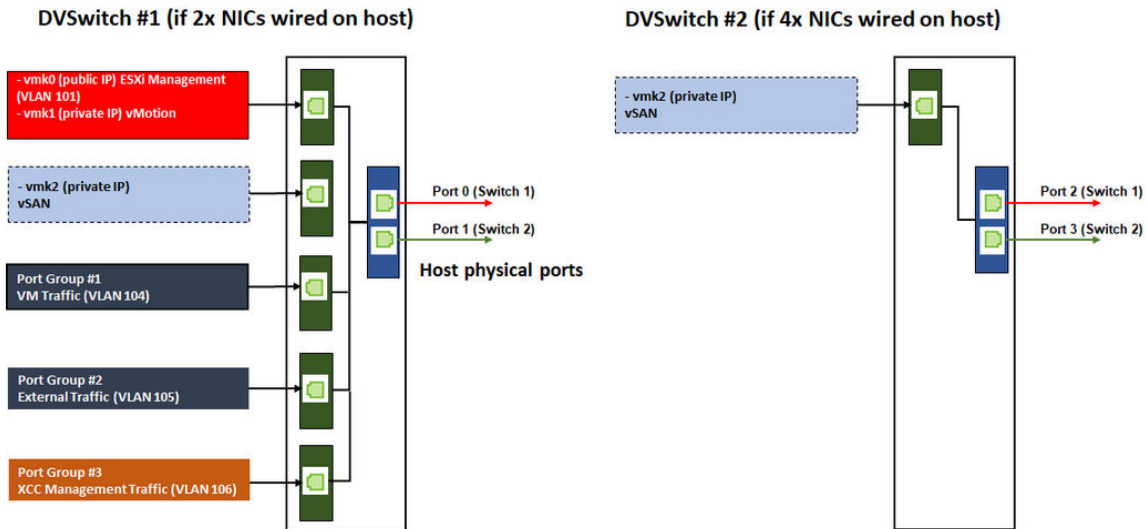 DVSwitch #1 (if 2x NICs wired on host)
- vmk0 (public IP) ESXi Management
(VLAN 101)
- vmk1 (private IP) vMotion
- vmk2 (private IP)
vSAN
Port Group #1
VM Traffic (VLAN 104)
Port Group #2
External Traffic (VLAN 105)
Port Group #3
XCC Management Traffic (VLAN 106)
Port 0 (Switch 1)
Port 1 (Switch 2)
Host physical ports
DVSwitch #2 (if 4x NICs wired on host)
- vmk2 (private IP)
vSAN
Port 2 (Switch 1)
Port 3 (Switch 2)